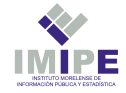 IMIPE
INSTITUTO MORELENSE DE
INFORMACIÓN PÚBLICA Y ESTADÍSTICA